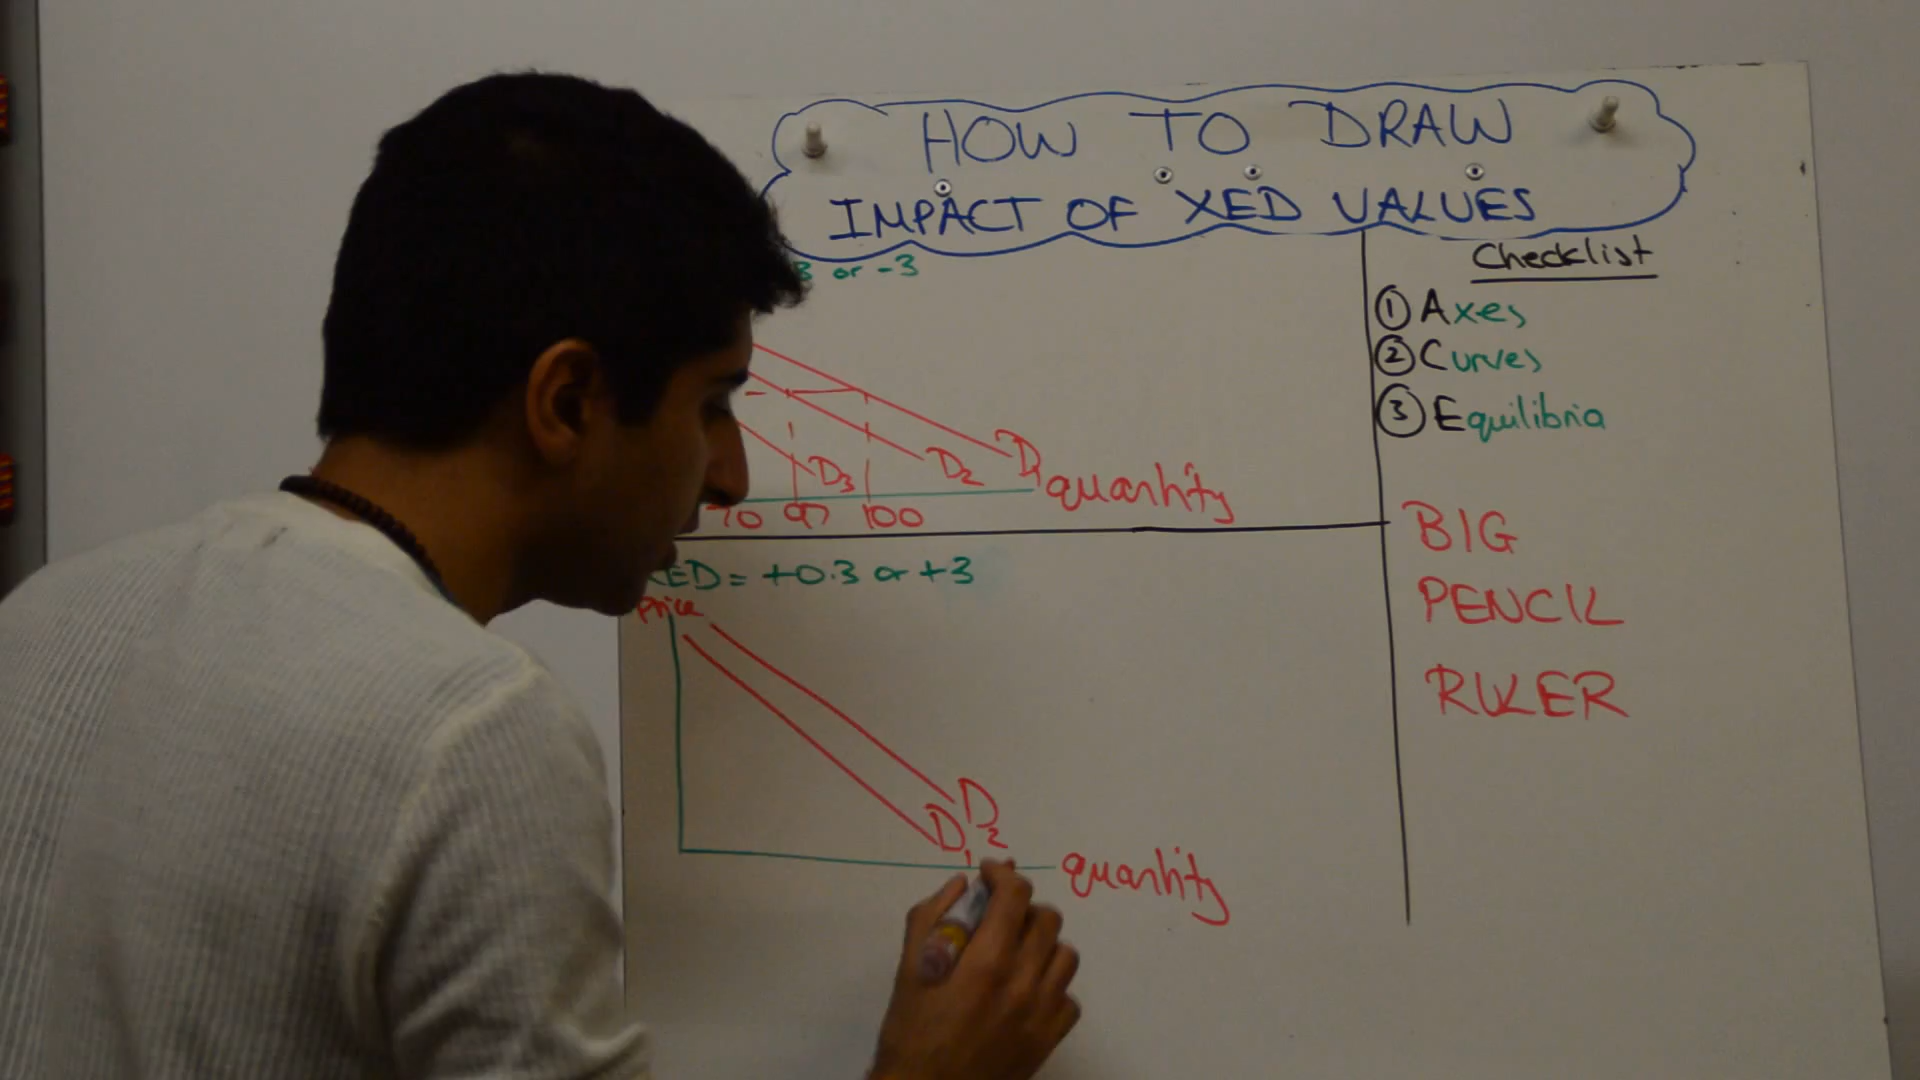 HOW TO DRAW
IMPACT OF XED VALUES
3 or -3
D3
D2
D1
quantity
70 97 100
XED = +0.3 or +3
Price
D2
D1
quantity
Checklist
① Axes
② Curves
③ Equilibria
BIG
PENCIL
RULER